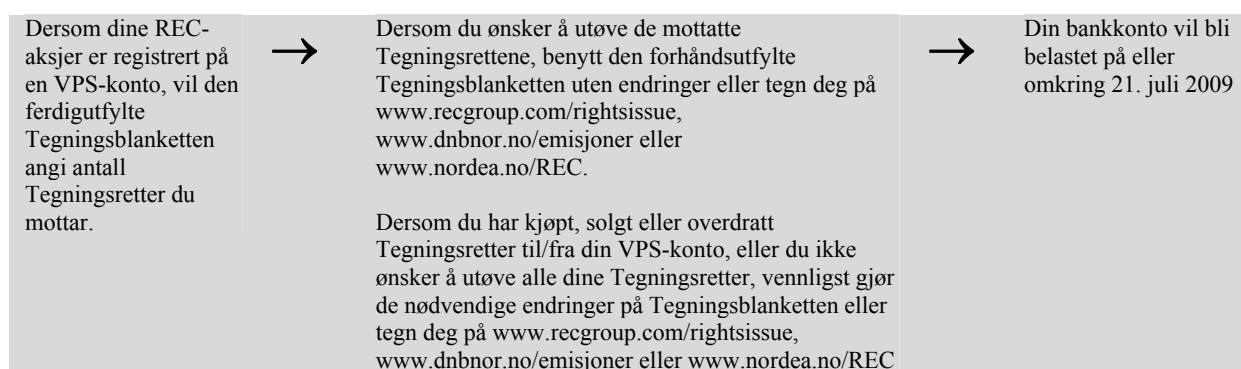 Dersom dine REC-
aksjer er registrert på
en VPS-konto, vil den
ferdigutfylte
Tegningsblanketten
angi antall
Tegningsretter du
mottar.
→
Dersom du ønsker å utøve de mottatte
Tegningsrettene, benytt den forhåndsutfylte
Tegningsblanketten uten endringer eller tegn deg på
www.recgroup.com/rightsissue,
www.dnbnor.no/emisjoner eller
www.nordea.no/REC.
Dersom du har kjøpt, solgt eller overdratt
Tegningsretter til/fra din VPS-konto, eller du ikke
ønsker å utøve alle dine Tegningsretter, vennligst gjør
de nødvendige endringer på Tegningsblanketten eller
tegn deg på www.recgroup.com/rightsissue,
www.dnbnor.no/emisjoner eller www.nordea.no/REC
→
Din bankkonto vil bli
belastet på eller
omkring 21. juli 2009